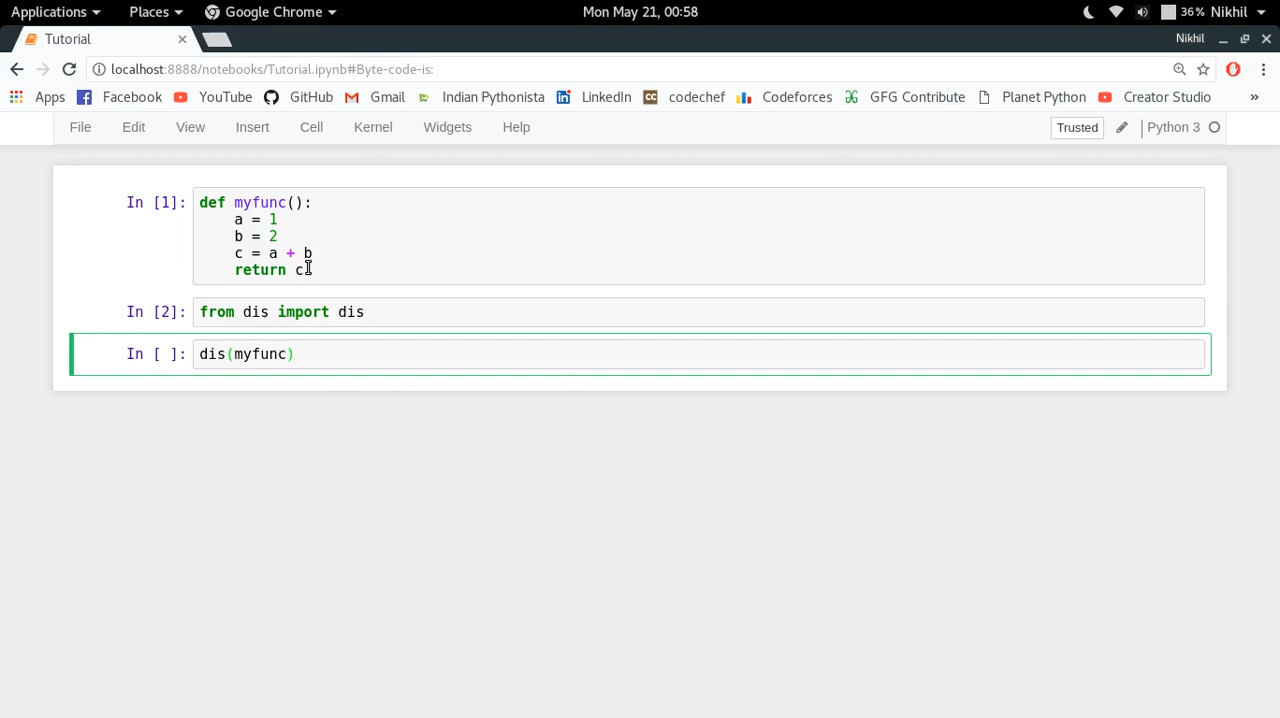 Applications Places Google Chrome Mon May 21, 00:58 36% Nikhil
Tutorial Nikhil
localhost:8888/notebooks/Tutorial.ipynb#Byte-code-is:
Apps Facebook YouTube GitHub Gmail Indian Pythonista LinkedIn CC codechef Codeforces GFG Contribute Planet Python Creator Studio »
File Edit View Insert Cell Kernel Widgets Help Trusted Python 3
In [1]: def myfunc():
a = 1
b = 2
c = a + b
return c
In [2]: from dis import dis
In [ ]: dis(myfunc)